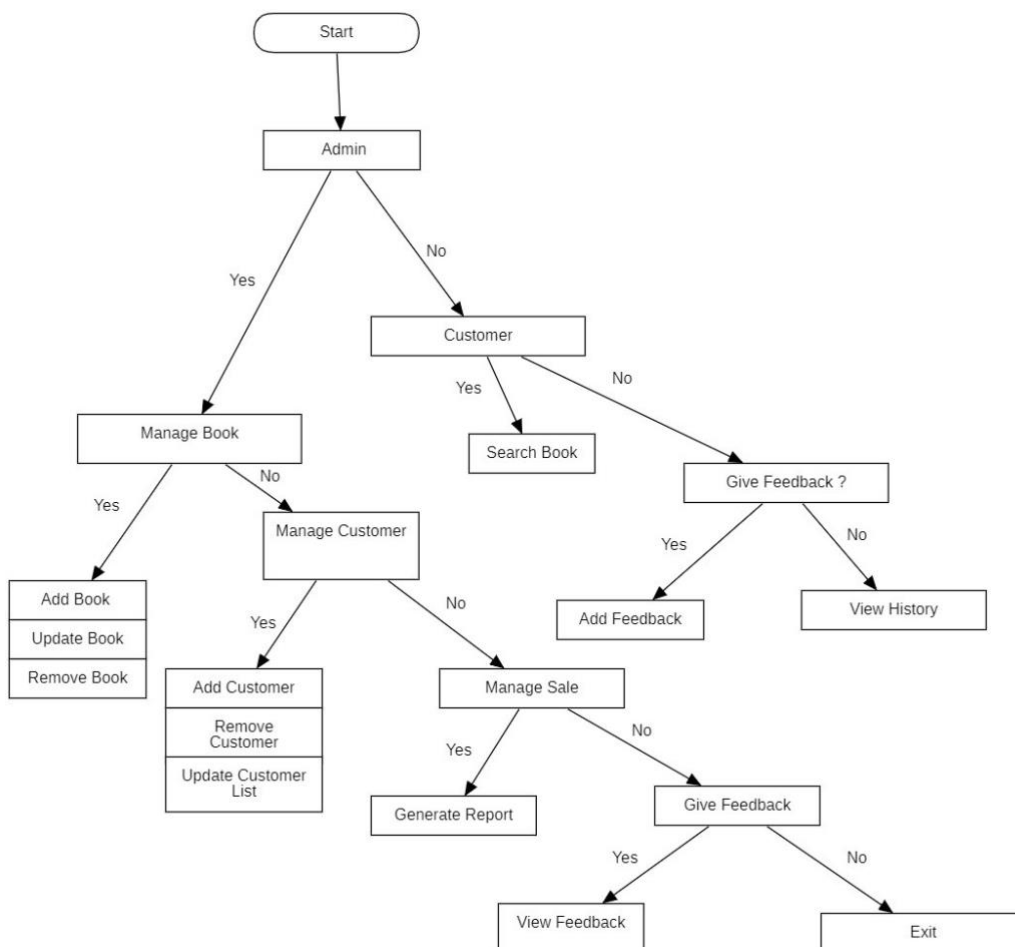 Start
Admin
No
Yes
Customer
Yes
No
Manage Book
Search Book
No
Give Feedback ?
Yes
Manage Customer
Yes
No
Add Book
No
View History
Yes
Add Feedback
Update Book
Remove Book
Add Customer
Manage Sale
Remove
Customer
No
Yes
Update Customer
List
Give Feedback
Generate Report
Yes
No
View Feedback
Exit